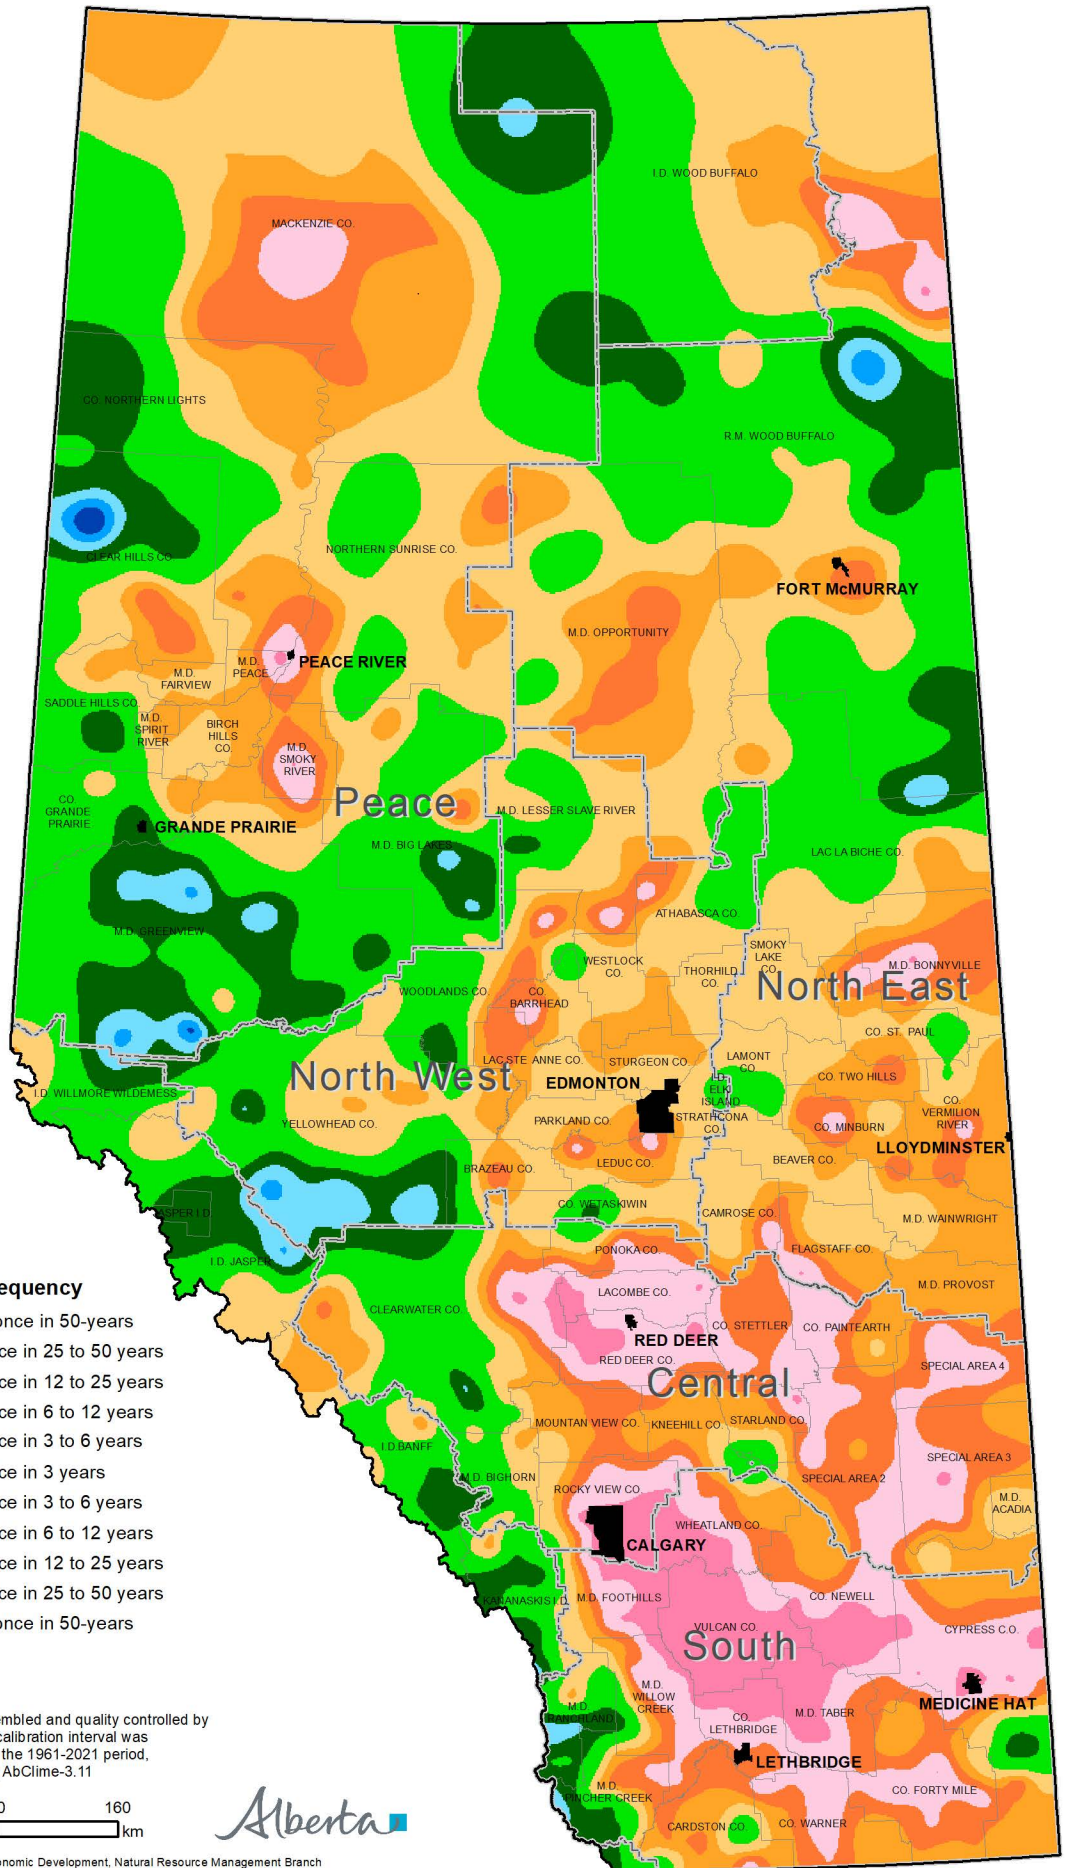 I.D. WOOD BUFFALO
MACKENZIE CO.
CO. NORTHERN LIGHTS
R.M. WOOD BUFFALO
NORTHERN SUNRISE CO.
CLEAR HILLS CO.
FORT McMURRAY
M.D. OPPORTUNITY
PEACE RIVER
M.D.
PEACE
M.D.
FAIRVIEW
SADDLE HILLS CO.
M.D.
SPIRIT
RIVER
BIRCH
HILLS
CO.
M.D.
SMOKY
RIVER
Peace
CO.
GRANDE
PRAIRIE
GRANDE PRAIRIE
M.D. LESSER SLAVE RIVER
M.D. BIG LAKES
LAC LA BICHE CO.
ATHABASCA CO.
M.D. GREENVIEW
SMOKY
LAKE
CO.
WESTLOCK
CO.
THORHILD
CO.
M.D. BONNYVILLE
North East
WOODLANDS CO.
CO.
BARRHEAD
CO. ST. PAUL
LAC STE ANNE CO.
STURGEON CO.
LAMONT
CO.
North West
EDMONTON
CO. TWO HILLS
I.D. WILLMORE WILDERNESS
I.D.
ELK
ISLAND
CO.
VERMILION
RIVER
YELLOWHEAD CO.
PARKLAND CO.
STRATHCONA
CO.
CO. MINBURN
LLOYDMINSTER
BRAZEAU CO.
LEDUC CO.
BEAVER CO.
CO. WETASKIWIN
CAMROSE CO.
M.D. WAINWRIGHT
JASPER I.D.
I.D. JASPER
PONOKA CO.
FLAGSTAFF CO.
M.D. PROVOST
equency
LACOMBE CO.
CLEARWATER CO.
once in 50-years
CO. STETTLER
CO. PAINTEARTH
RED DEER
ce in 25 to 50 years
RED DEER CO.
SPECIAL AREA 4
ce in 12 to 25 years
Central
ce in 6 to 12 years
MOUNTAN VIEW CO.
KNEEHILL CO.
STARLAND CO.
ce in 3 to 6 years
I.D.BANFF
SPECIAL AREA 3
ce in 3 years
M.D. BIGHORN
SPECIAL AREA 2
ROCKY VIEW CO.
ce in 3 to 6 years
M.D.
ACADIA
WHEATLAND CO.
ce in 6 to 12 years
CALGARY
ce in 12 to 25 years
ce in 25 to 50 years
KANANASKIS I.D.
M.D. FOOTHILLS
CO. NEWELL
once in 50-years
VULCAN CO.
CYPRESS C.O.
South
M.D.
WILLOW
CREEK
MEDICINE HAT
M.D.
RANCHLAND
M.D. TABER
CO.
LETHBRIDGE
LETHBRIDGE
embled and quality controlled by
calibration interval was
the 1961-2021 period,
AbClime-3.11
M.D.
PINCHER CREEK
CO. FORTY MILE
0 160
km
Alberta
CARDSTON CO.
CO. WARNER
onomic Development, Natural Resource Management Branch